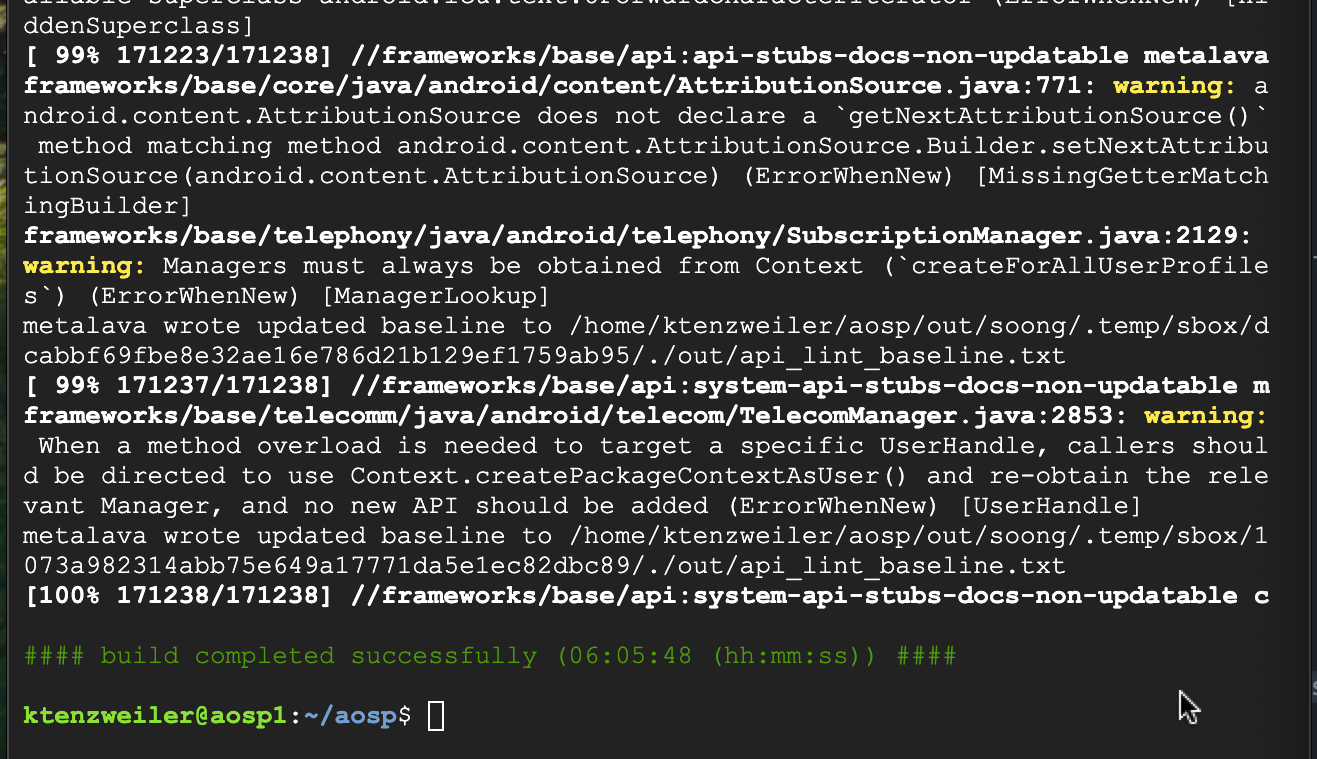 ddenSuperclass]
[ 99% 171223/171238] //frameworks/base/api:api-stubs-docs-non-updatable metalava
frameworks/base/core/java/android/content/AttributionSource.java:771: warning: a
ndroid.content.AttributionSource does not declare a `getNextAttributionSource()`
 method matching method android.content.AttributionSource.Builder.setNextAttribu
tionSource(android.content.AttributionSource) (ErrorWhenNew) [MissingGetterMatch
ingBuilder]
frameworks/base/telephony/java/android/telephony/SubscriptionManager.java:2129:
warning: Managers must always be obtained from Context (`createForAllUserProfile
s`) (ErrorWhenNew) [ManagerLookup]
metalava wrote updated baseline to /home/ktenzweiler/aosp/out/soong/.temp/sbox/d
cabbf69fbe8e32ae16e786d21b129ef1759ab95/./out/api_lint_baseline.txt
[ 99% 171237/171238] //frameworks/base/api:system-api-stubs-docs-non-updatable m
frameworks/base/telecomm/java/android/telecom/TelecomManager.java:2853: warning:
 When a method overload is needed to target a specific UserHandle, callers shoul
d be directed to use Context.createPackageContextAsUser() and re-obtain the rele
vant Manager, and no new API should be added (ErrorWhenNew) [UserHandle]
metalava wrote updated baseline to /home/ktenzweiler/aosp/out/soong/.temp/sbox/1
073a982314abb75e649a17771da5e1ec82dbc89/./out/api_lint_baseline.txt
[100% 171238/171238] //frameworks/base/api:system-api-stubs-docs-non-updatable c
#### build completed successfully (06:05:48 (hh:mm:ss)) ####
ktenzweiler@aosp1:~/aosp$